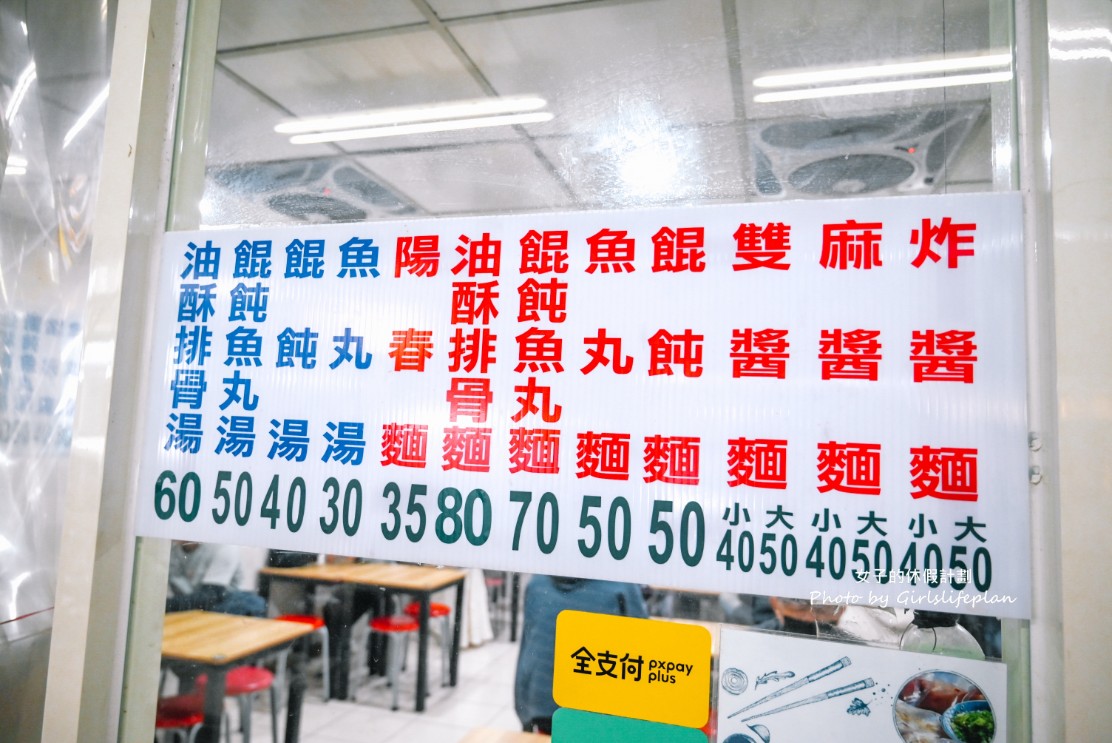 炸醬麵 小40 大50
麻醬麵 小40 大50
雙醬麵 小40 大50
餛飩麵 50
魚丸麵 50
餛飩魚丸麵 70
油酥排骨麵 80
陽春麵 35
魚丸湯 30
餛飩湯 40
餛飩魚丸湯 50
油酥排骨湯 60
女子的休假計劃
Photo by Girlslifeplan
全支付 pxpay plus